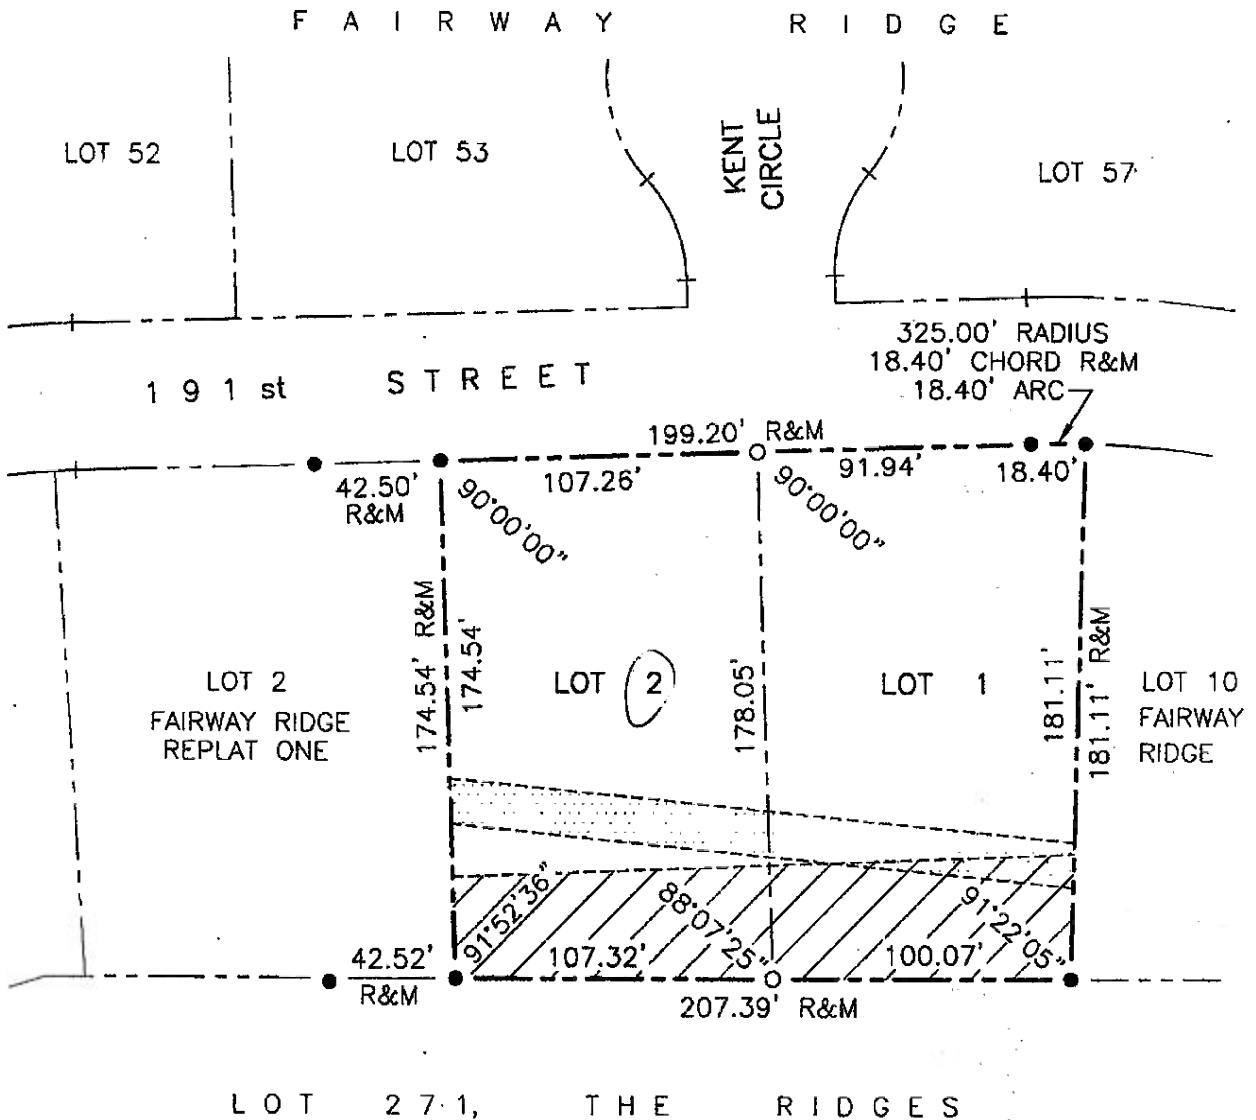 FAIRWAY RIDGE
LOT 52
LOT 53
KENT
CIRCLE
LOT 57
325.00' RADIUS
18.40' CHORD R&M
18.40' ARC
191st STREET
199.20' R&M
42.50'
R&M
107.26'
91.94'
18.40'
90°00'00"
90°00'00"
174.54' R&M
174.54'
178.05'
181.11'
181.11' R&M
LOT 2
FAIRWAY RIDGE
REPLAT ONE
LOT 2
LOT 1
LOT 10
FAIRWAY
RIDGE
91°52'36"
88°07'25"
91°22'05"
42.52'
R&M
107.32'
100.07'
207.39' R&M
LOT 271, THE RIDGES